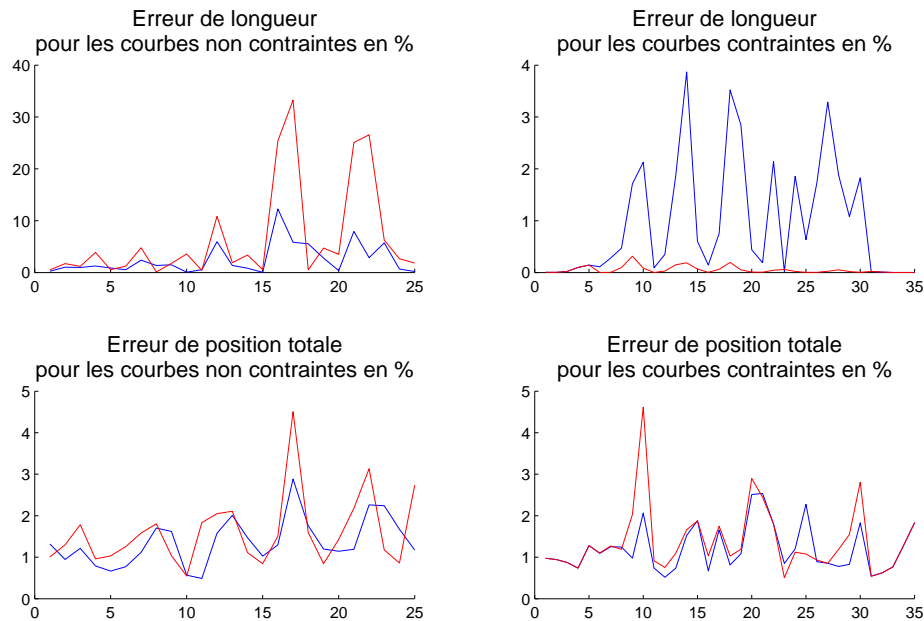 Erreur de longueur
pour les courbes non contraintes en %
40
30
20
10
0
0 5 10 15 20 25
Erreur de longueur
pour les courbes contraintes en %
4
3
2
1
0
0 5 10 15 20 25 30 35
Erreur de position totale
pour les courbes non contraintes en %
5
4
3
2
1
0
0 5 10 15 20 25
Erreur de position totale
pour les courbes contraintes en %
5
4
3
2
1
0
0 5 10 15 20 25 30 35